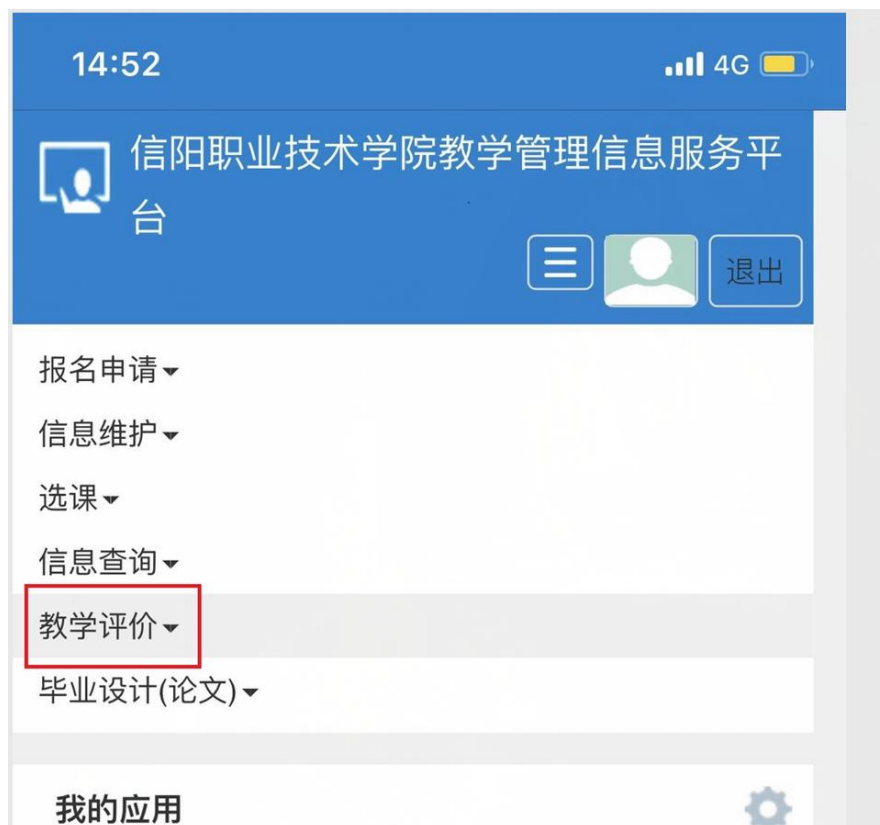 14:52 4G
信阳职业技术学院教学管理信息服务平
台
退出
报名申请
信息维护
选课
信息查询
教学评价
毕业设计(论文)
我的应用